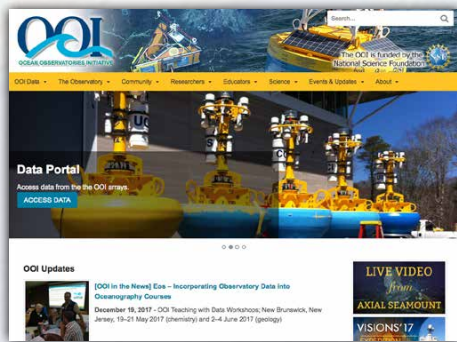 OOI
OCEAN OBSERVATORIES INITIATIVE
Search...
The OOI is funded by the
National Science Foundation
OOI Data
The Observatory
Community
Researchers
Educators
Science
Events & Updates
About
Data Portal
Access data from the the OOI arrays.
ACCESS DATA
OOI Updates
[OOI in the News] Eos – Incorporating Observatory Data into
Oceanography Courses
December 19, 2017 - OOI Teaching with Data Workshops; New Brunswick, New
Jersey, 19–21 May 2017 (chemistry) and 2–4 June 2017 (geology)
LIVE VIDEO
from
AXIAL SEAMOUNT
VISIONS'17